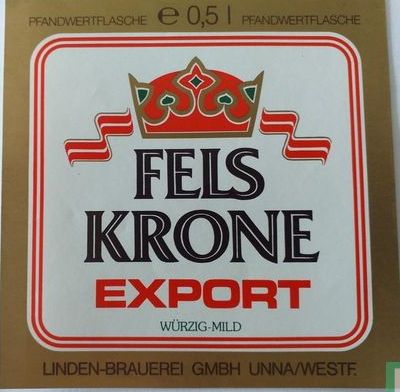 PFANDWERTFLASCHE e 0,5 l PFANDWERTFLASCHE
FELS
KRONE
EXPORT
WÜRZIG-MILD
LINDEN-BRAUEREI GMBH UNNA/WESTF.